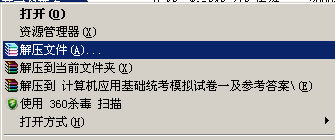 打开(O)
资源管理器(X)
解压文件(A)...
解压到当前文件夹(X)
解压到 计算机应用基础统考模拟试卷一及参考答案\(E)
使用 360杀毒 扫描
打开方式(H)